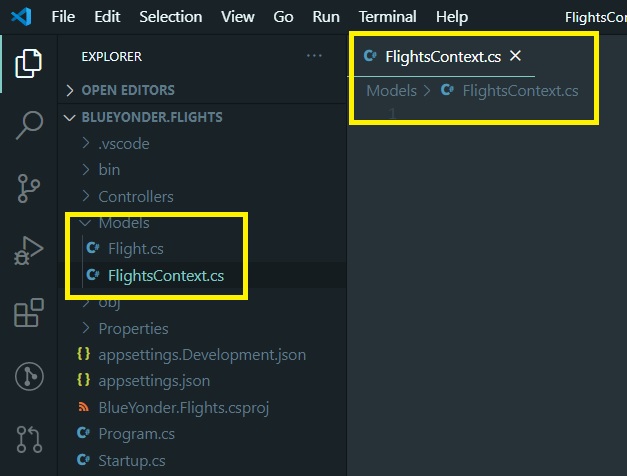 File Edit Selection View Go Run Terminal Help FlightsCo
EXPLORER ···
OPEN EDITORS
BLUEYONDER.FLIGHTS
.vscode
bin
Controllers
Models
Flight.cs
FlightsContext.cs
obj
Properties
{} appsettings.Development.json
{} appsettings.json
BlueYonder.Flights.csproj
C# Program.cs
C# Startup.cs
C# FlightsContext.cs ×
Models > C# FlightsContext.cs
1